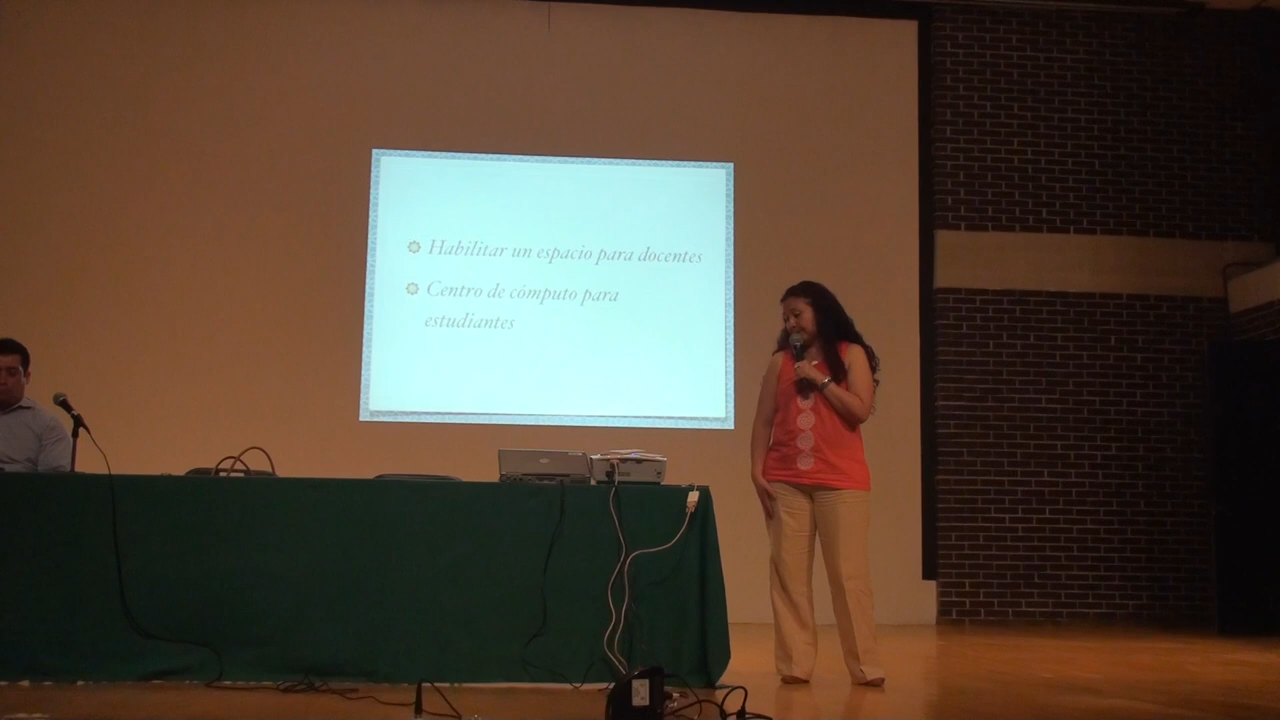 Habilitar un espacio para docentes
Centro de cómputo para
estudiantes